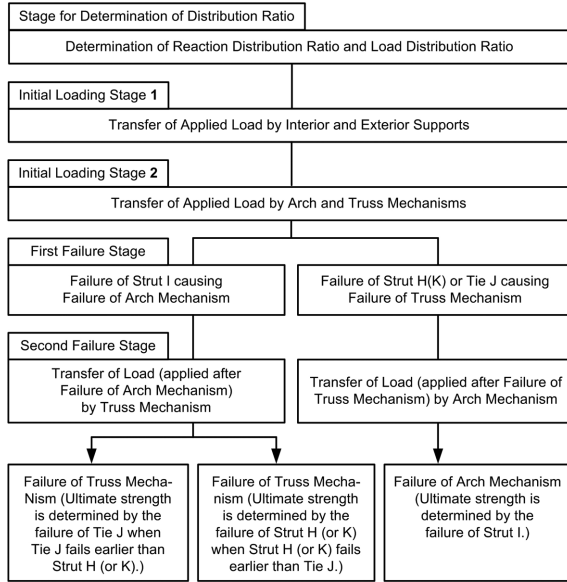 Stage for Determination of Distribution Ratio
Determination of Reaction Distribution Ratio and Load Distribution Ratio
Initial Loading Stage 1
Transfer of Applied Load by Interior and Exterior Supports
Initial Loading Stage 2
Transfer of Applied Load by Arch and Truss Mechanisms
First Failure Stage
Failure of Strut I causing
Failure of Arch Mechanism
Failure of Strut H(K) or Tie J causing
Failure of Truss Mechanism
Second Failure Stage
Transfer of Load (applied after
Failure of Arch Mechanism)
by Truss Mechanism
Transfer of Load (applied after Failure of
Truss Mechanism) by Arch Mechanism
Failure of Truss Mecha-
Nism (Ultimate strength
is determined by the
failure of Tie J when
Tie J fails earlier than
Strut H (or K).)
Failure of Truss Mecha-
nism (Ultimate strength
is determined by the
failure of Strut H (or K)
when Strut H (or K) fails
earlier than Tie J.)
Failure of Arch Mechanism
(Ultimate strength is
determined by the
failure of Strut I.)